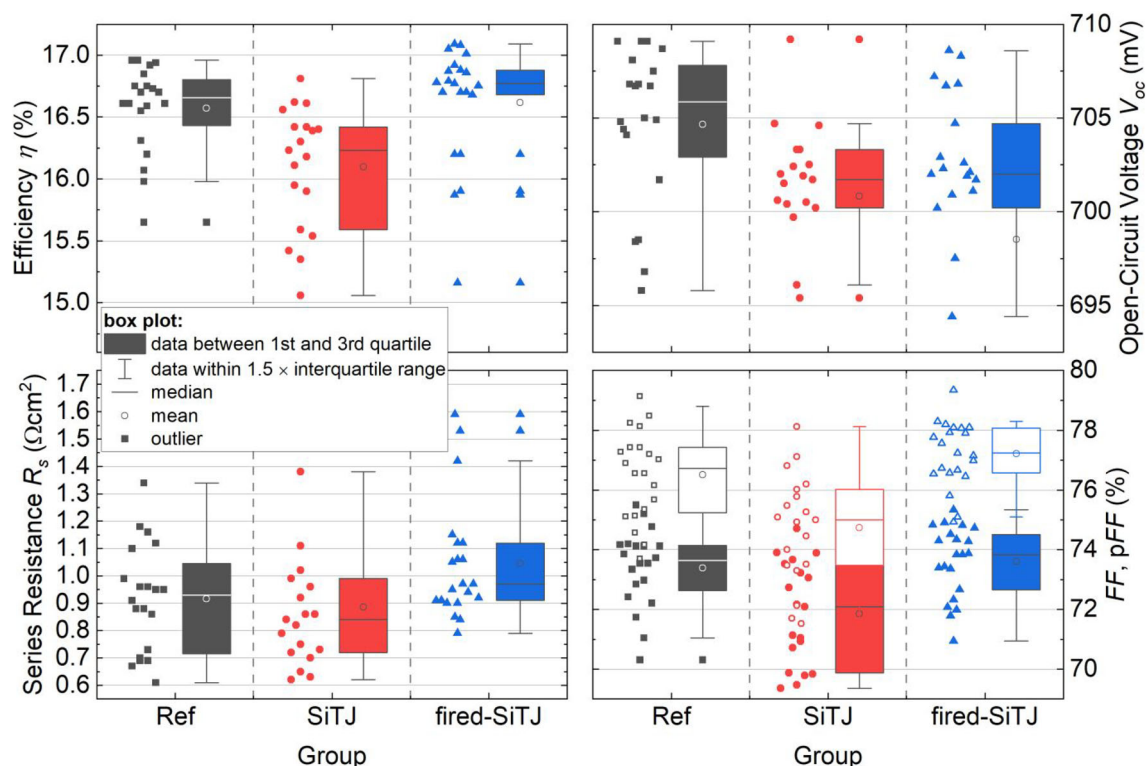 Efficiency η (%)
17.0
16.5
16.0
15.5
15.0
710
705
700
695
Open-Circuit Voltage Voc (mV)
box plot:
data between 1st and 3rd quartile
data within 1.5 × interquartile range
median
mean
outlier
Series Resistance Rs (Ωcm²)
1.7
1.6
1.5
1.4
1.3
1.2
1.1
1.0
0.9
0.8
0.7
0.6
80
78
76
74
72
70
FF, pFF (%)
Ref SiTJ fired-SiTJ
Group
Ref SiTJ fired-SiTJ
Group